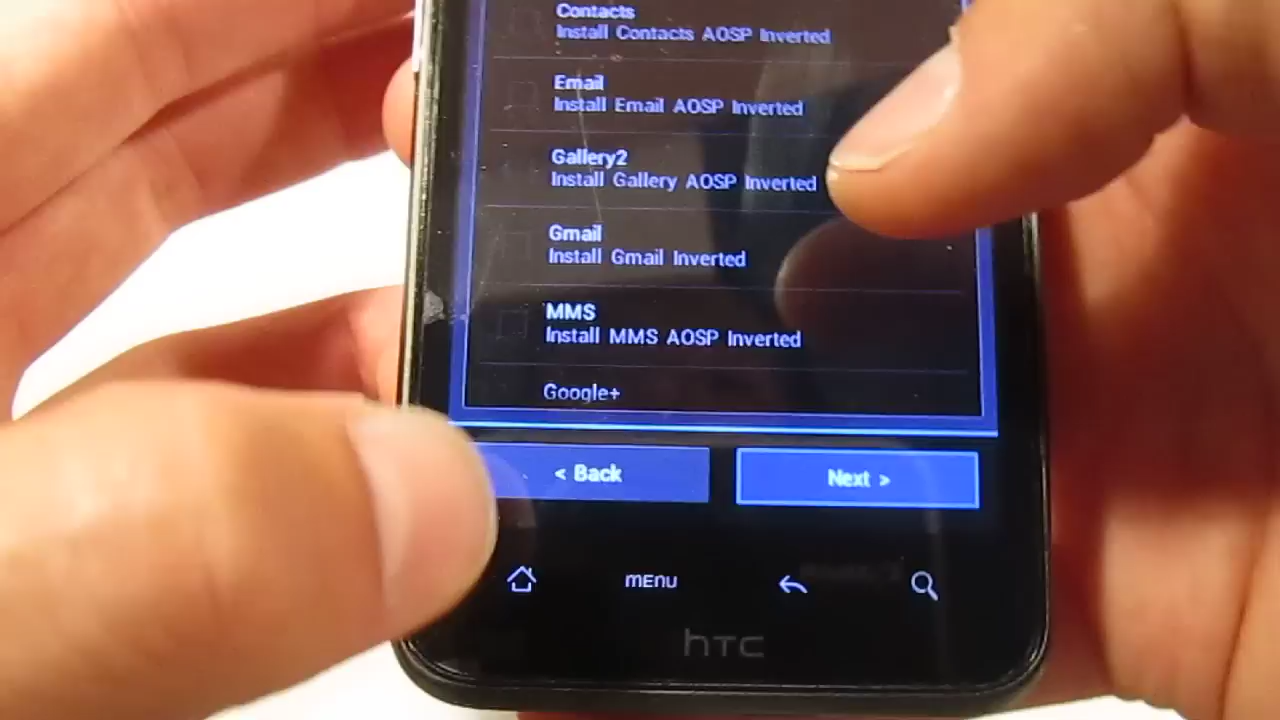 Contacts
Install Contacts AOSP Inverted
Email
Install Email AOSP Inverted
Gallery2
Install Gallery AOSP Inverted
Gmail
Install Gmail Inverted
MMS
Install MMS AOSP Inverted
Google+
< Back
Next >
MENU
hTC